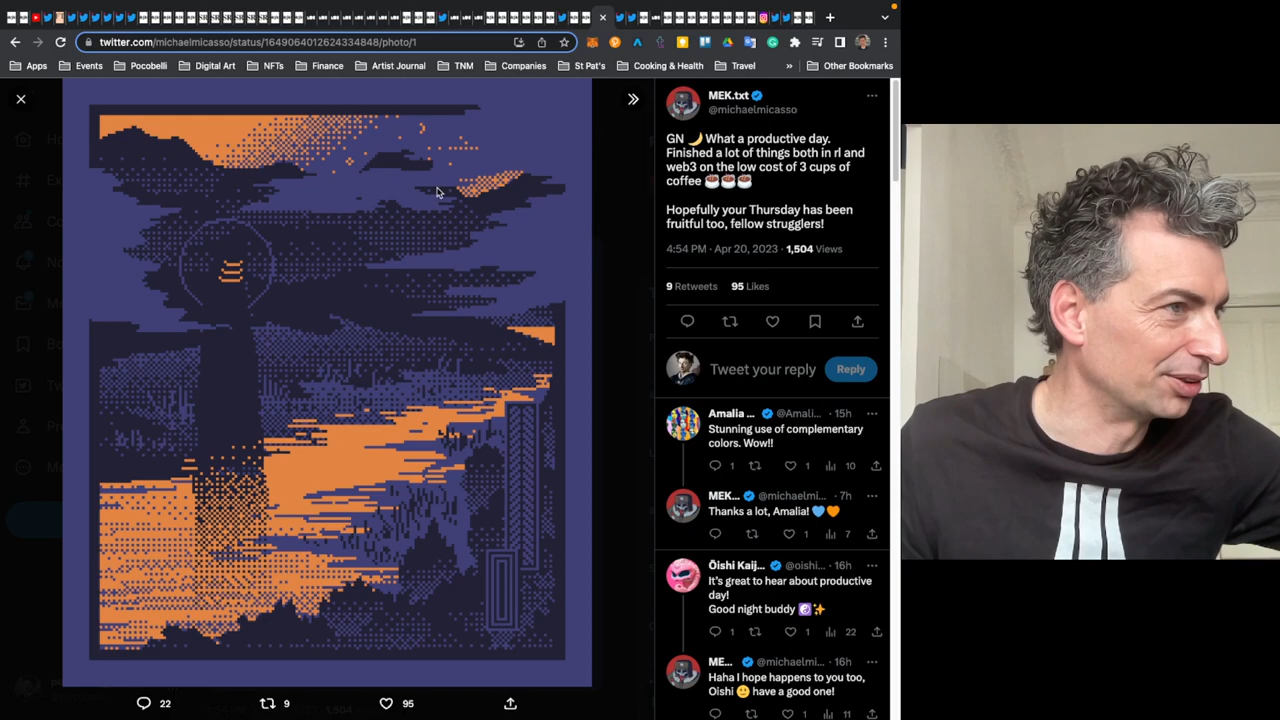 twitter.com/michaelmicasso/status/1649064012624334848/photo/1
Apps Events Pocobelli Digital Art NFTs Finance Artist Journal TNM Companies St Pat's Cooking & Health Travel » Other Bookmarks
MEK.txt
@michaelmicasso
GN 🌙 What a productive day.
Finished a lot of things both in rl and
web3 on the low cost of 3 cups of
coffee ☕☕☕
Hopefully your Thursday has been
fruitful too, fellow strugglers!
4:54 PM · Apr 20, 2023 · 1,504 Views
9 Retweets 95 Likes
Tweet your reply Reply
Amalia ... @Amali... · 15h
Stunning use of complementary
colors. Wow!!
1 1 10
MEK... @michaelmi... · 7h
Thanks a lot, Amalia! 💙🧡
1 7
Ōishi Kaij... @oishi... · 16h
It's great to hear about productive
day!
Good night buddy ☯️✨
1 1 22
ME... @michaelmi... · 16h
Haha I hope happens to you too,
Oishi 🙂 have a good one!
1 11
22 9 95